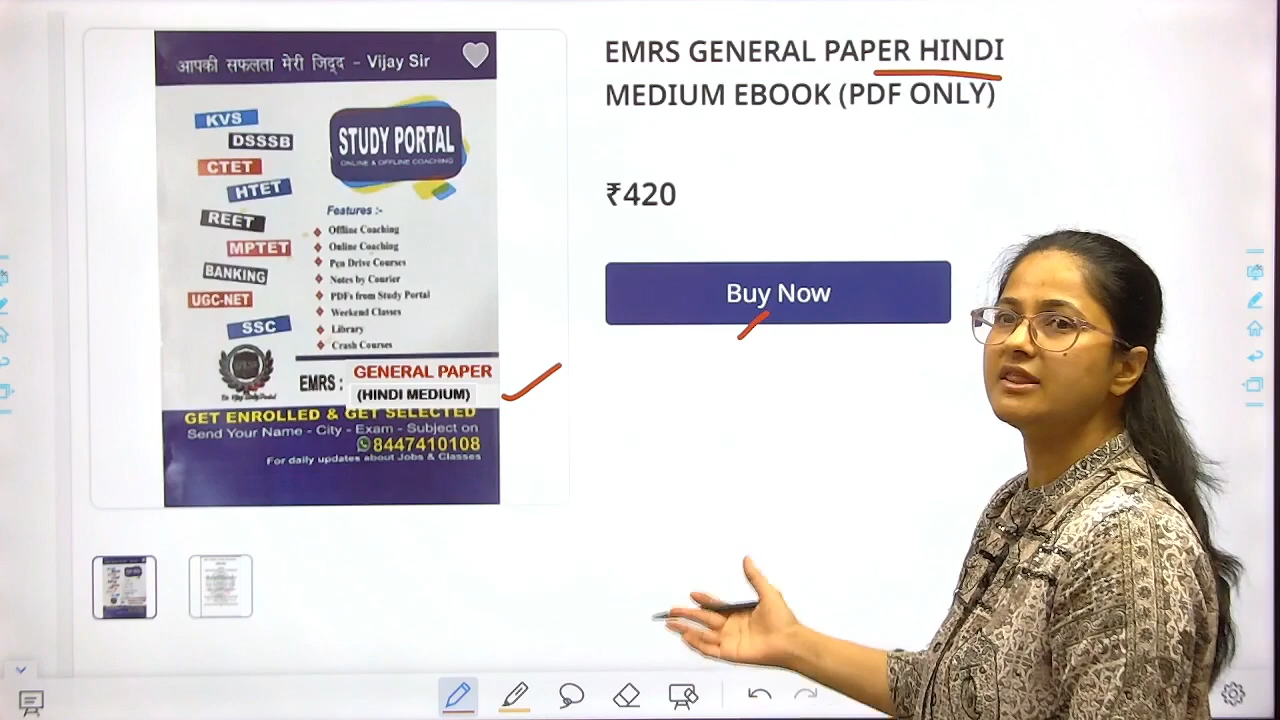 आपकी सफलता मेरी जिद्द - Vijay Sir
KVS
DSSSB
CTET
HTET
REET
MPTET
BANKING
UGC-NET
SSC
STUDY PORTAL
ONLINE & OFFLINE COACHING
Features :-
Offline Coaching
Online Coaching
Pen Drive Courses
Notes by Courier
PDFs from Study Portal
Weekend Classes
Library
Crash Courses
EMRS : GENERAL PAPER
(HINDI MEDIUM)
GET ENROLLED & GET SELECTED
Send Your Name - City - Exam - Subject on
8447410108
For daily updates about Jobs & Classes
EMRS GENERAL PAPER HINDI
MEDIUM EBOOK (PDF ONLY)
₹420
Buy Now